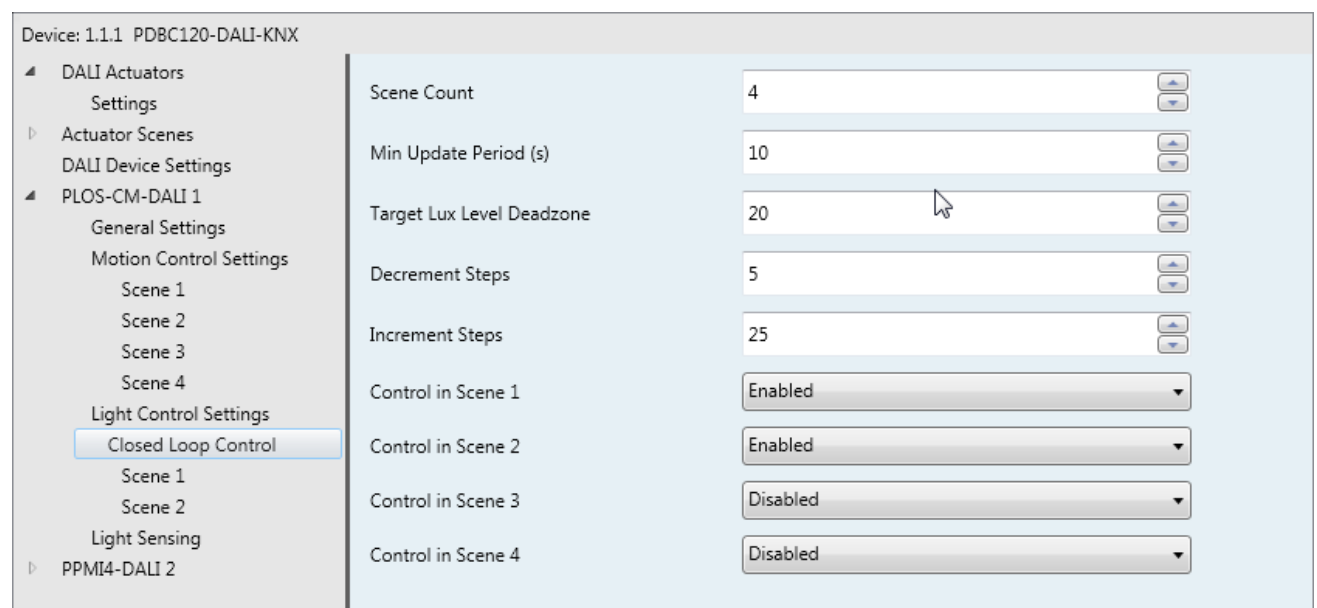 Device: 1.1.1 PDBC120-DALI-KNX
DALI Actuators
Settings
Actuator Scenes
DALI Device Settings
PLOS-CM-DALI 1
General Settings
Motion Control Settings
Scene 1
Scene 2
Scene 3
Scene 4
Light Control Settings
Closed Loop Control
Scene 1
Scene 2
Light Sensing
PPMI4-DALI 2
Scene Count 4
Min Update Period (s) 10
Target Lux Level Deadzone 20
Decrement Steps 5
Increment Steps 25
Control in Scene 1 Enabled
Control in Scene 2 Enabled
Control in Scene 3 Disabled
Control in Scene 4 Disabled